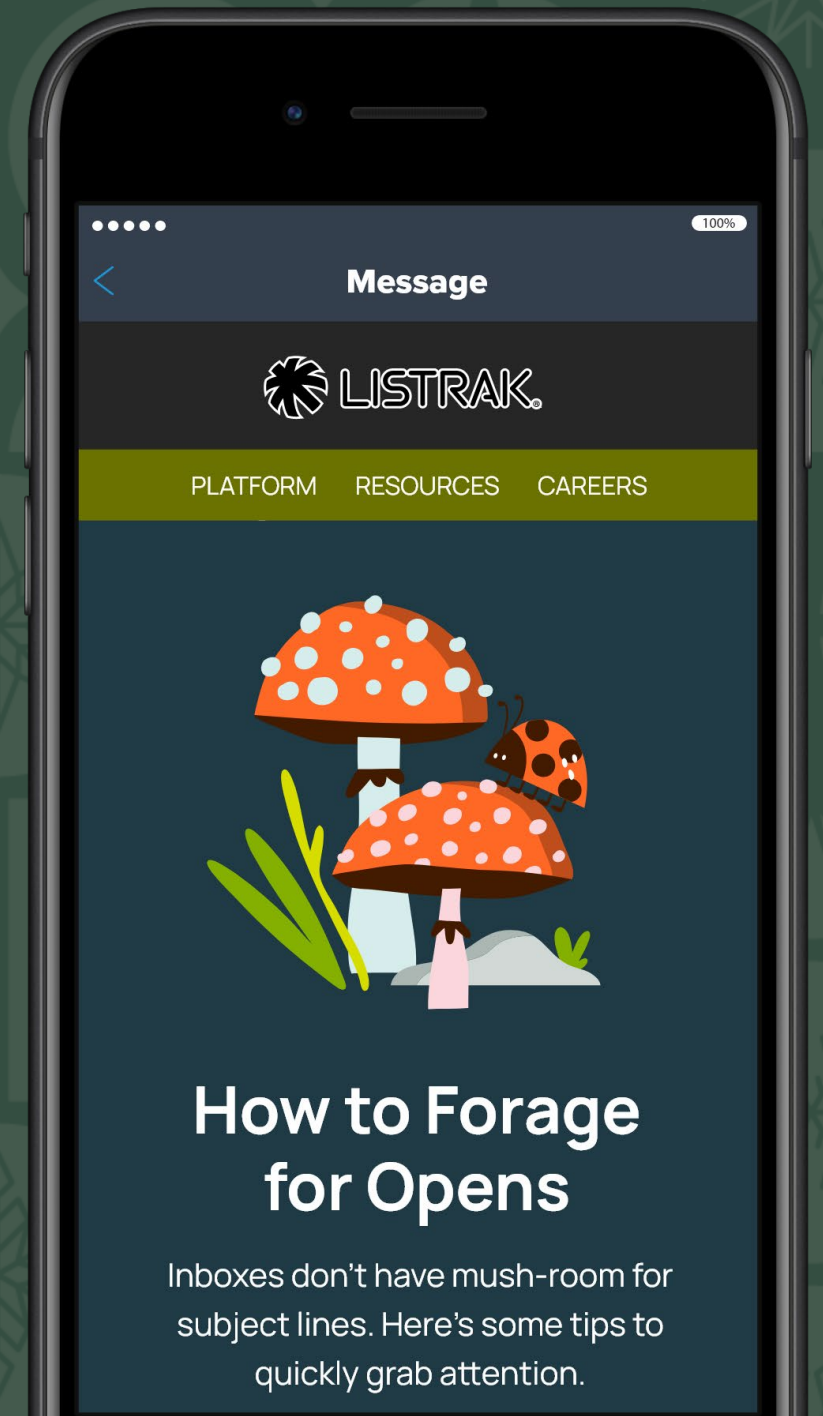 100%
Message
LISTRAK®
PLATFORM RESOURCES CAREERS
How to Forage
for Opens
Inboxes don’t have mush-room for
subject lines. Here’s some tips to
quickly grab attention.